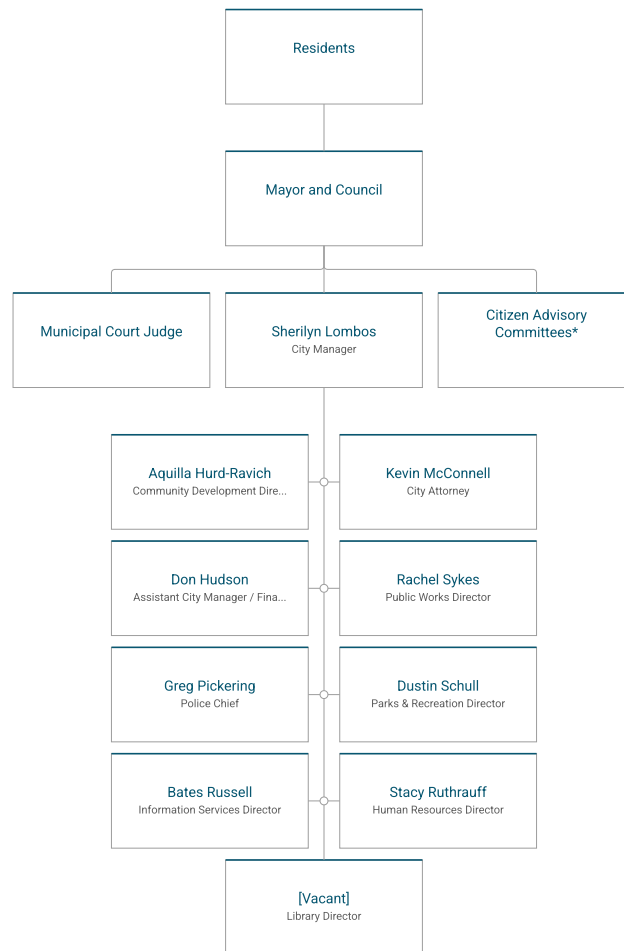 Residents
Mayor and Council
Municipal Court Judge
Sherilyn Lombos
City Manager
Citizen Advisory
Committees*
Aquilla Hurd-Ravich
Community Development Dire...
Kevin McConnell
City Attorney
Don Hudson
Assistant City Manager / Fina...
Rachel Sykes
Public Works Director
Greg Pickering
Police Chief
Dustin Schull
Parks & Recreation Director
Bates Russell
Information Services Director
Stacy Ruthrauff
Human Resources Director
[Vacant]
Library Director